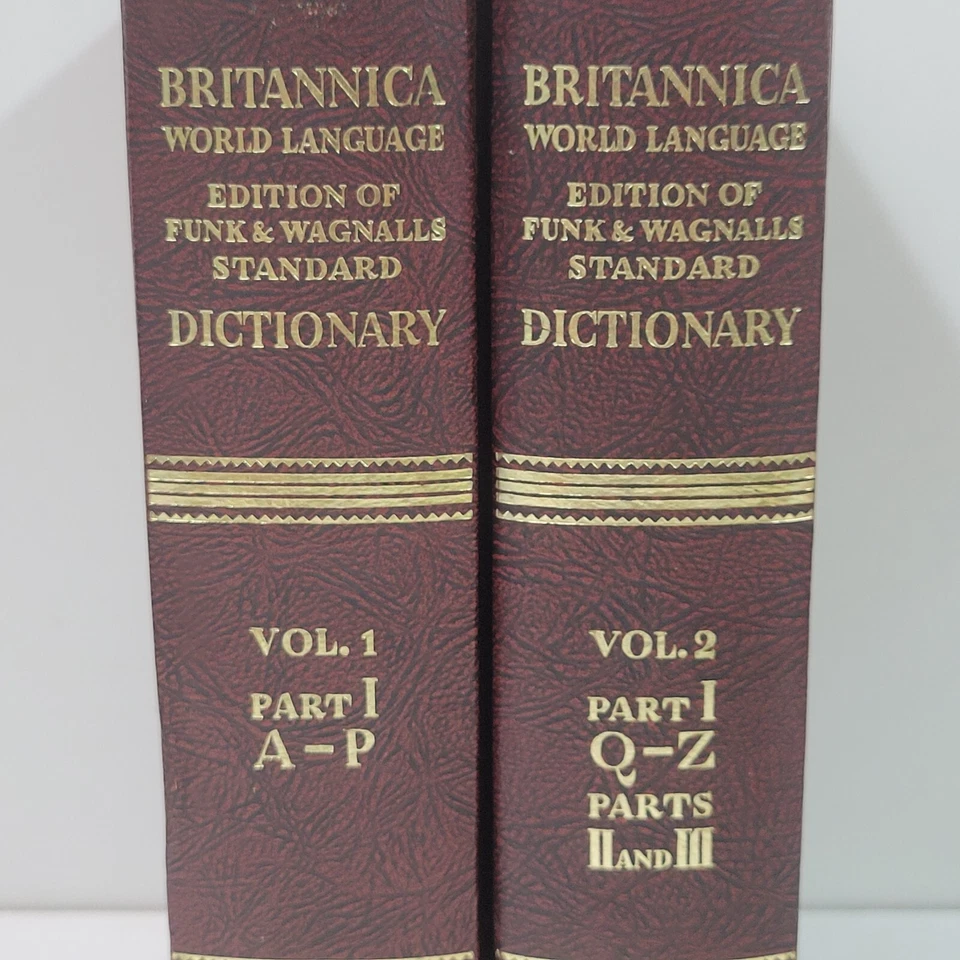 BRITANNICA
WORLD LANGUAGE
EDITION OF
FUNK & WAGNALLS
STANDARD
DICTIONARY
VOL. 1
PART I
A-P
BRITANNICA
WORLD LANGUAGE
EDITION OF
FUNK & WAGNALLS
STANDARD
DICTIONARY
VOL. 2
PART I
Q-Z
PARTS
II AND III